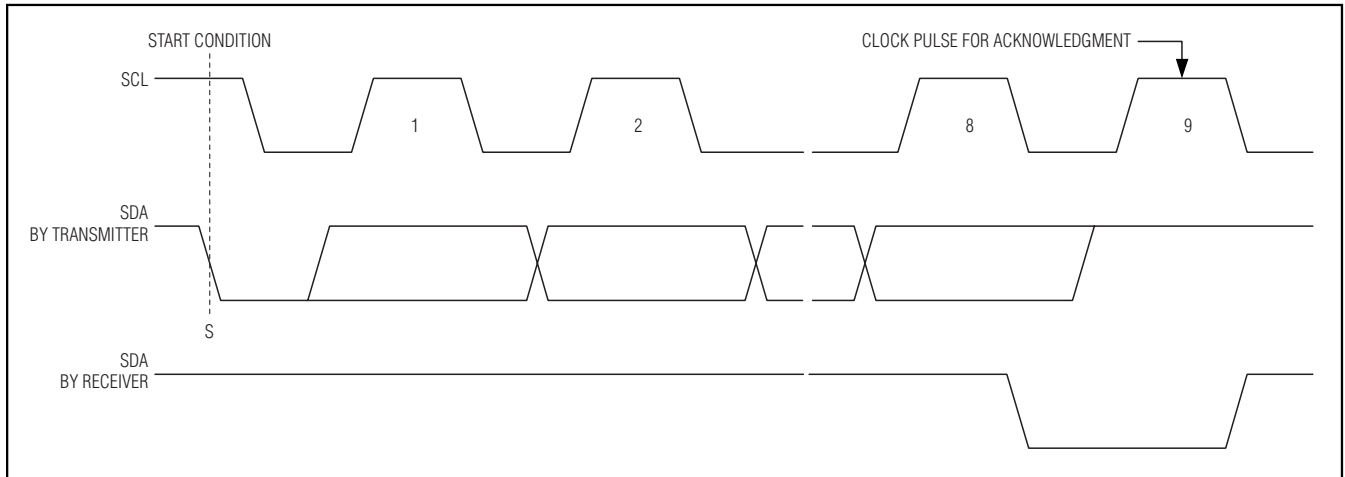 START CONDITION
CLOCK PULSE FOR ACKNOWLEDGMENT
SCL
1
2
8
9
SDA
BY TRANSMITTER
S
SDA
BY RECEIVER